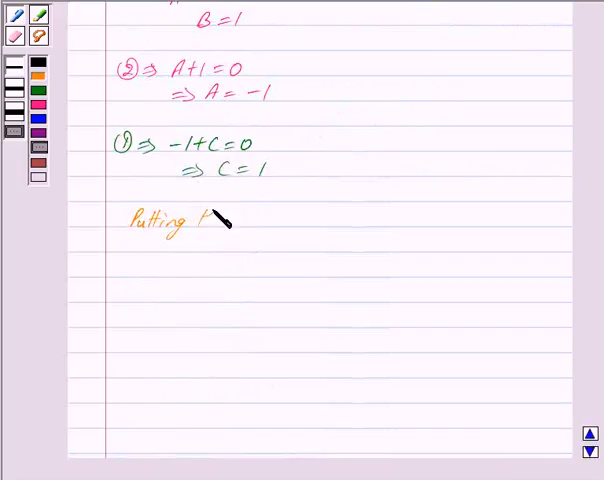 B = 1
② ⇒ A + 1 = 0
⇒ A = -1
① ⇒ -1 + C = 0
⇒ C = 1
Putting